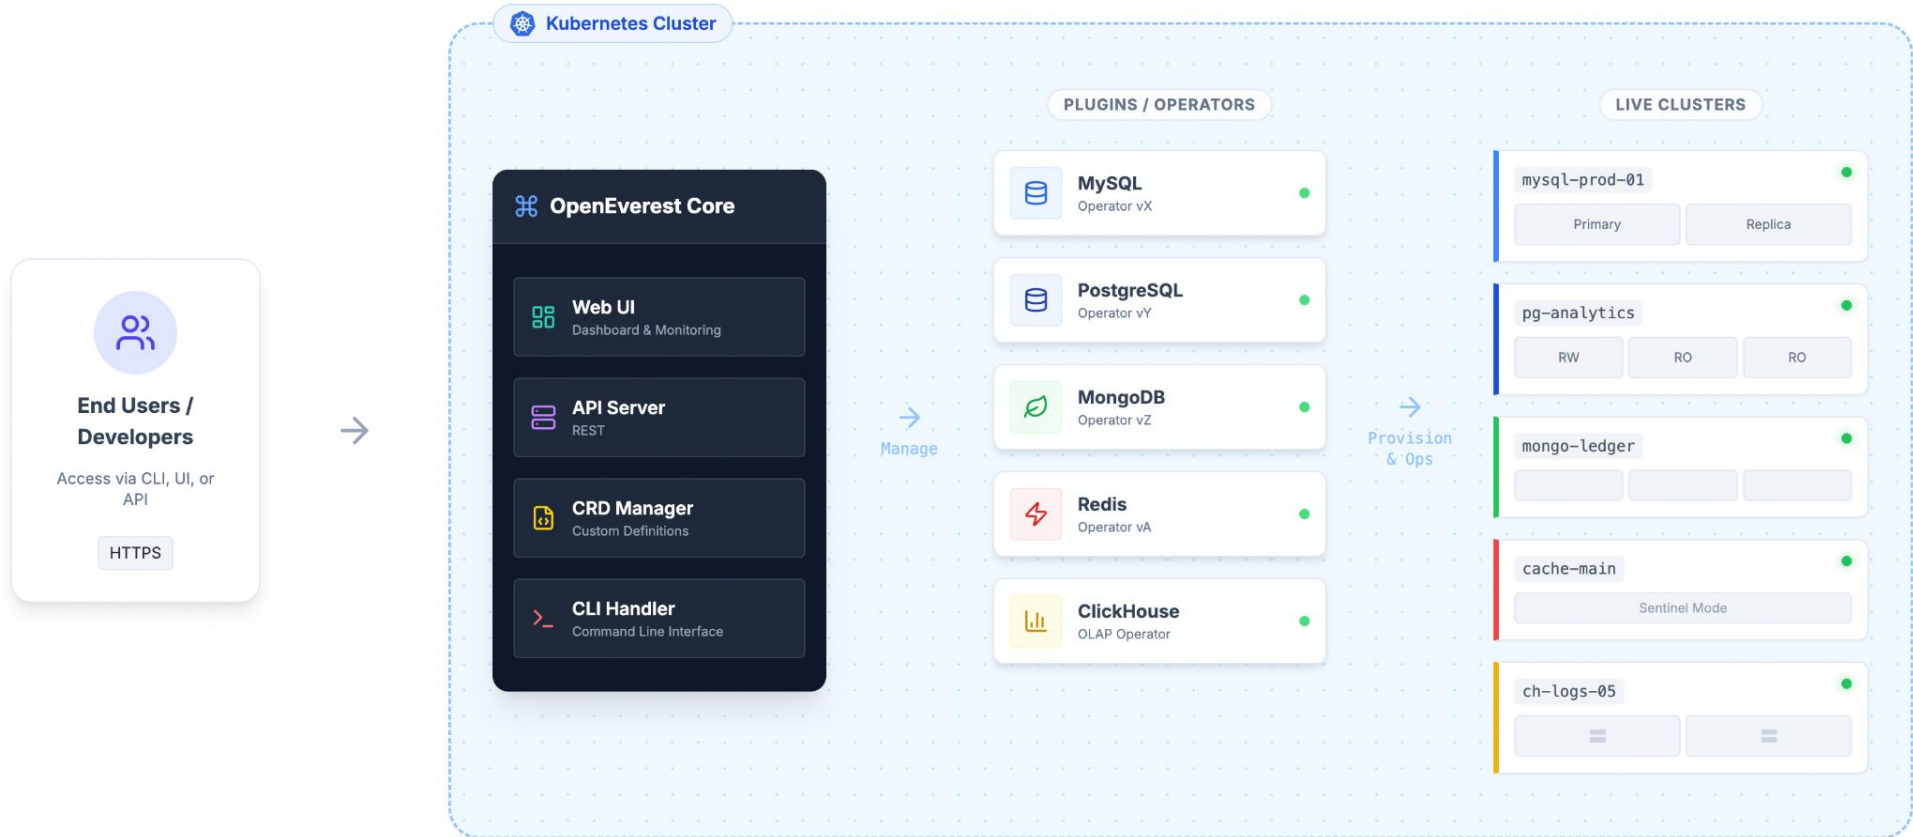 Kubernetes Cluster
End Users /
Developers
Access via CLI, UI, or
API
HTTPS
OpenEverest Core
Web UI
Dashboard & Monitoring
API Server
REST
CRD Manager
Custom Definitions
CLI Handler
Command Line Interface
Manage
PLUGINS / OPERATORS
MySQL
Operator vX
PostgreSQL
Operator vY
MongoDB
Operator vZ
Redis
Operator vA
ClickHouse
OLAP Operator
Provision
& Ops
LIVE CLUSTERS
mysql-prod-01
Primary
Replica
pg-analytics
RW
RO
RO
mongo-ledger
cache-main
Sentinel Mode
ch-logs-05